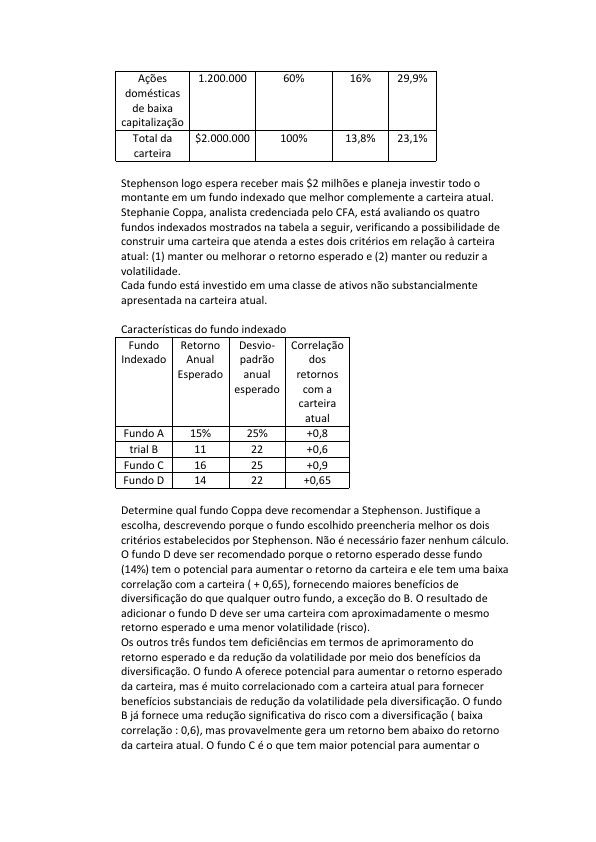 Ações 1.200.000 60% 16% 29,9%
domésticas
de baixa
capitalização
Total da $2.000.000 100% 13,8% 23,1%
carteira
Stephenson logo espera receber mais $2 milhões e planeja investir todo o
montante em um fundo indexado que melhor complemente a carteira atual.
Stephanie Coppa, analista credenciada pelo CFA, está avaliando os quatro
fundos indexados mostrados na tabela a seguir, verificando a possibilidade de
construir uma carteira que atenda a estes dois critérios em relação à carteira
atual: (1) manter ou melhorar o retorno esperado e (2) manter ou reduzir a
volatilidade.
Cada fundo está investido em uma classe de ativos não substancialmente
apresentada na carteira atual.
Características do fundo indexado
Fundo Retorno Desvio- Correlação
Indexado Anual padrão dos
Esperado anual retornos
esperado com a
carteira
atual
Fundo A 15% 25% +0,8
trial B 11 22 +0,6
Fundo C 16 25 +0,9
Fundo D 14 22 +0,65
Determine qual fundo Coppa deve recomendar a Stephenson. Justifique a
escolha, descrevendo porque o fundo escolhido preencheria melhor os dois
critérios estabelecidos por Stephenson. Não é necessário fazer nenhum cálculo.
O fundo D deve ser recomendado porque o retorno esperado desse fundo
(14%) tem o potencial para aumentar o retorno da carteira e ele tem uma baixa
correlação com a carteira ( + 0,65), fornecendo maiores benefícios de
diversificação do que qualquer outro fundo, a exceção do B. O resultado de
adicionar o fundo D deve ser uma carteira com aproximadamente o mesmo
retorno esperado e uma menor volatilidade (risco).
Os outros três fundos tem deficiências em termos de aprimoramento do
retorno esperado e da redução da volatilidade por meio dos benefícios da
diversificação. O fundo A oferece potencial para aumentar o retorno esperado
da carteira, mas é muito correlacionado com a carteira atual para fornecer
benefícios substanciais de redução da volatilidade pela diversificação. O fundo
B já fornece uma redução significativa do risco com a diversificação ( baixa
correlação : 0,6), mas provavelmente gera um retorno bem abaixo do retorno
da carteira atual. O fundo C é o que tem maior potencial para aumentar o